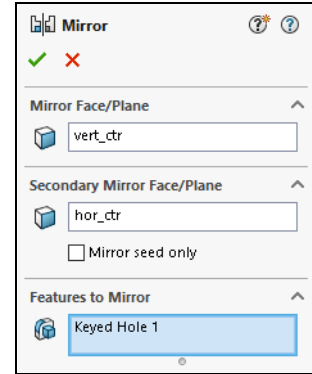 Mirror
Mirror Face/Plane
vert_ctr
Secondary Mirror Face/Plane
hor_ctr
Mirror seed only
Features to Mirror
Keyed Hole 1